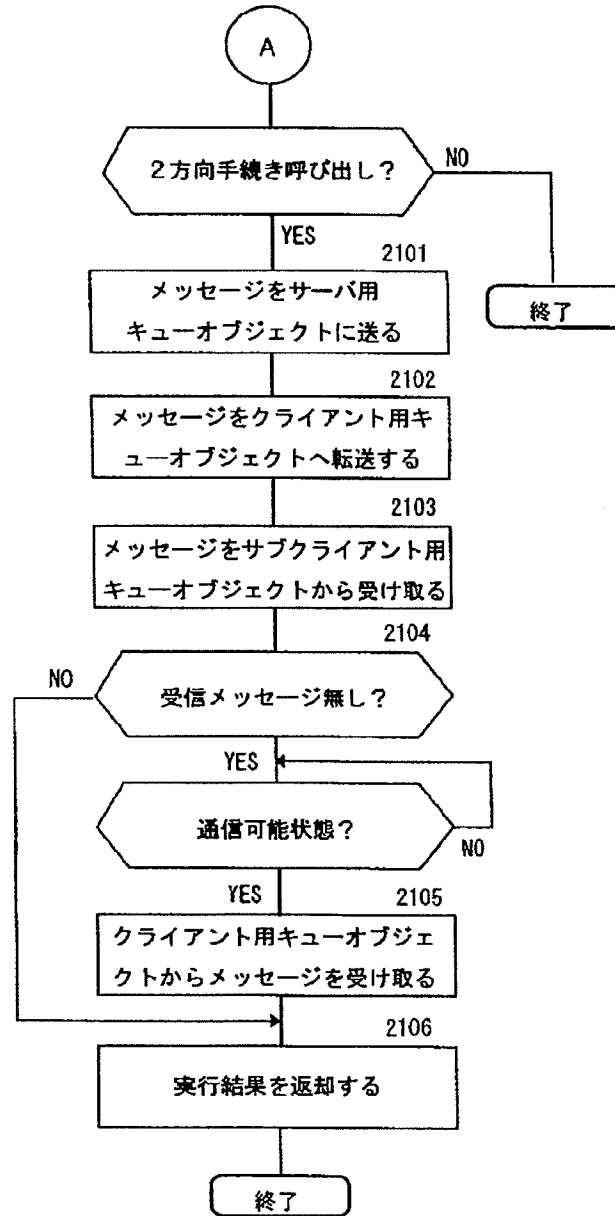 A
2方向手続き呼び出し?
NO
YES
2101
メッセージをサーバ用
キューオブジェクトに送る
終了
2102
メッセージをクライアント用キ
ューオブジェクトへ転送する
2103
メッセージをサブクライアント用
キューオブジェクトから受け取る
2104
NO
受信メッセージ無し?
YES
通信可能状態?
NO
YES
2105
クライアント用キューオブジェ
クトからメッセージを受け取る
2106
実行結果を返却する
終了